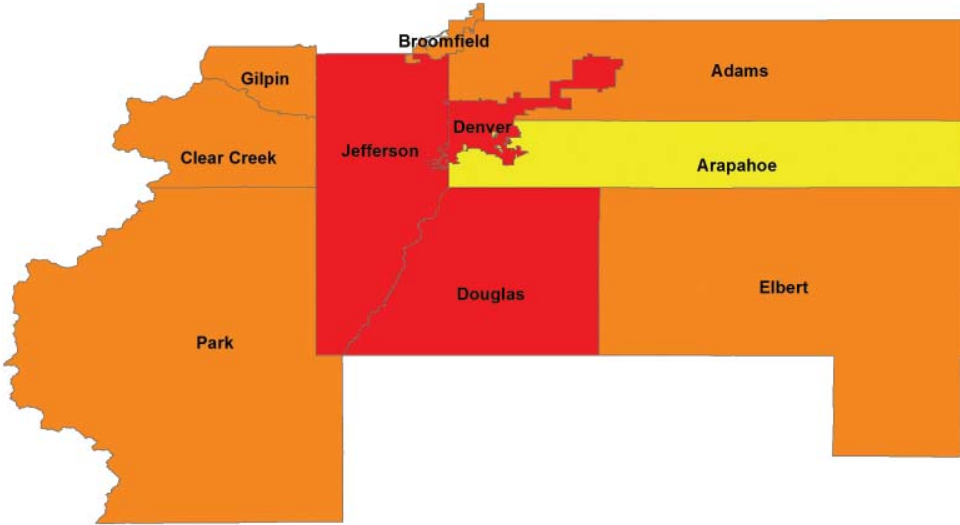 Broomfield
Gilpin
Adams
Denver
Jefferson
Clear Creek
Arapahoe
Elbert
Douglas
Park